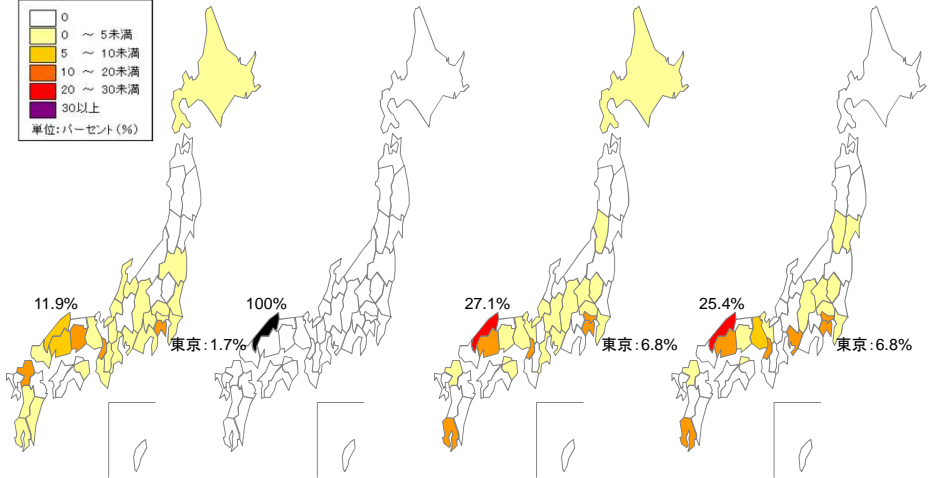 0
0 ～ 5未満
5 ～ 10未満
10 ～ 20未満
20 ～ 30未満
30以上
単位：パーセント（％）
11.9%
東京：1.7%
100%
27.1%
東京：6.8%
25.4%
東京：6.8%